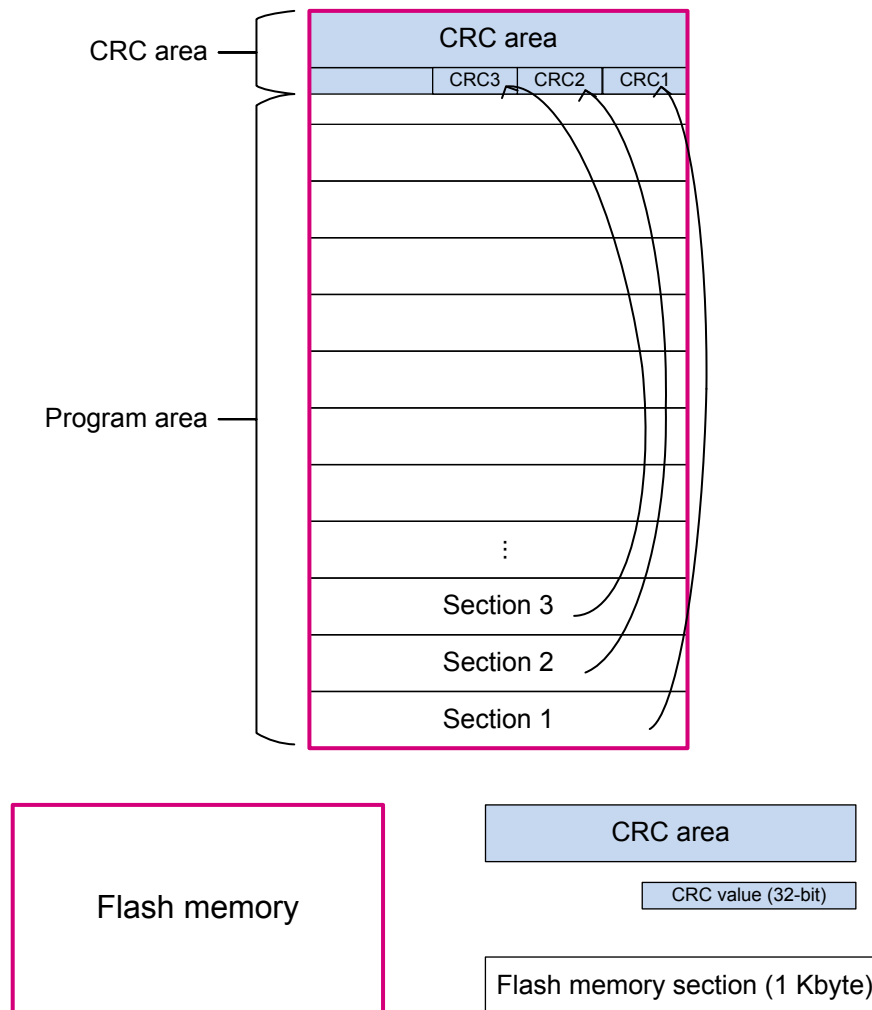 CRC area
CRC area
CRC3 CRC2 CRC1
Program area
...
Section 3
Section 2
Section 1
Flash memory
CRC area
CRC value (32-bit)
Flash memory section (1 Kbyte)